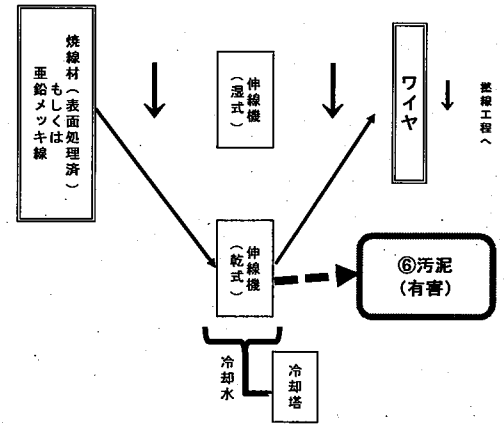 焼線材（表面処理済）
もしくは
亜鉛メッキ線
伸線機
（湿式）
ワイヤ
撚線工程へ
伸線機
（乾式）
⑥汚泥
（有害）
冷却水
冷却塔